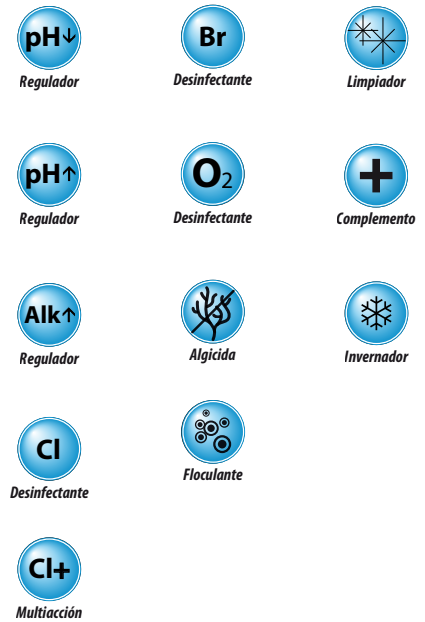 pH↓
Regulador
Br
Desinfectante
Limpiador
pH↑
Regulador
O₂
Desinfectante
+
Complemento
Alk↑
Regulador
Algicida
Invernador
Cl
Desinfectante
Floculante
Cl+
Multiacción